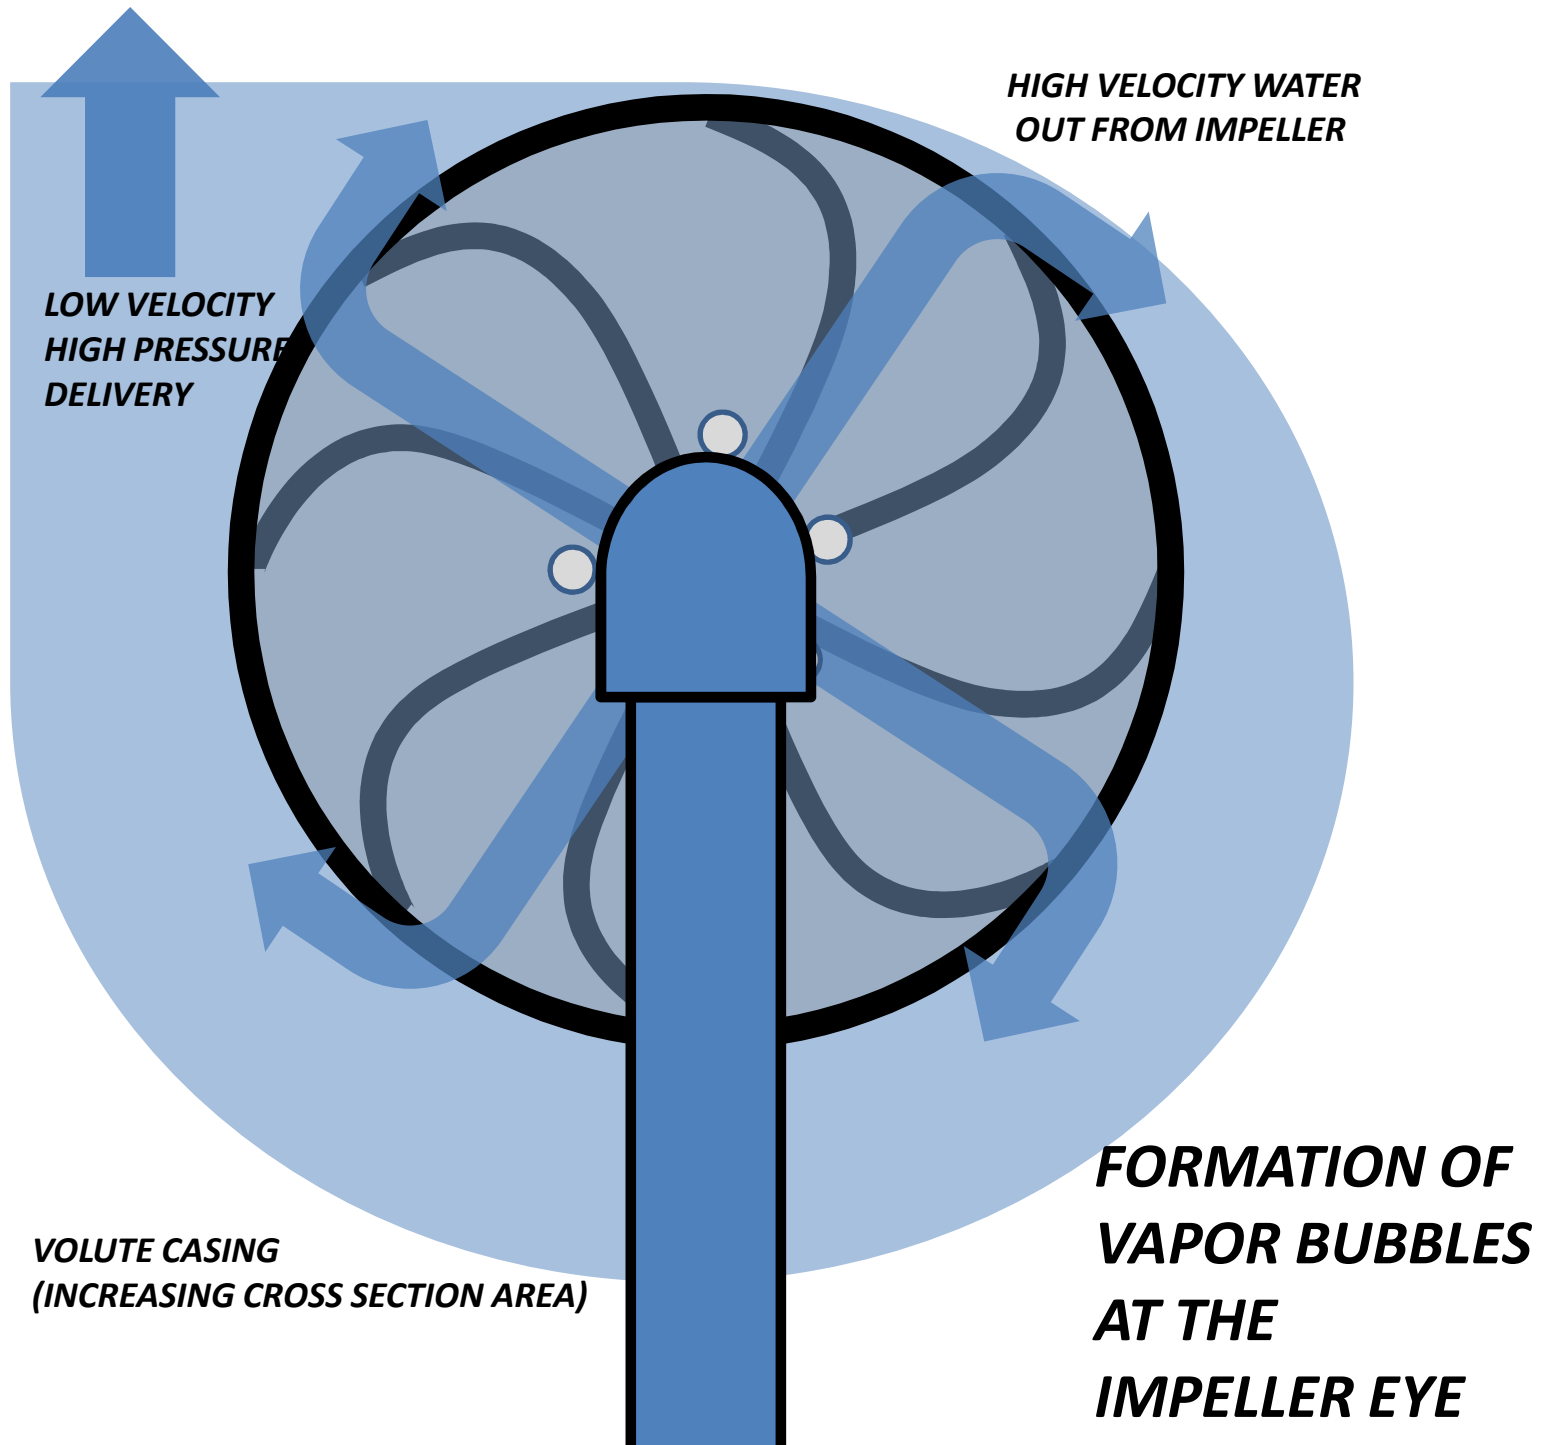 HIGH VELOCITY WATER
OUT FROM IMPELLER
LOW VELOCITY
HIGH PRESSURE
DELIVERY
VOLUTE CASING
(INCREASING CROSS SECTION AREA)
FORMATION OF
VAPOR BUBBLES
AT THE
IMPELLER EYE